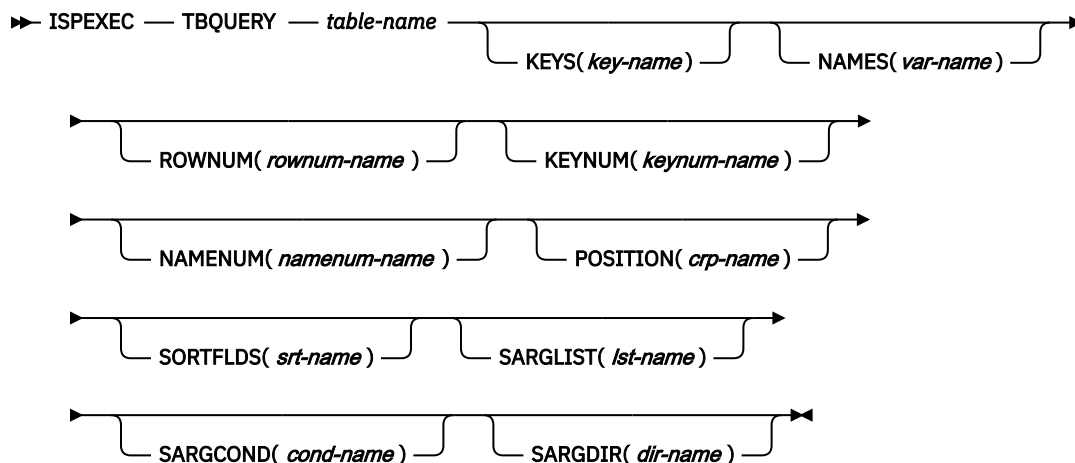 ISPEXEC TBQUERY table-name
KEYS( key-name ) NAMES( var-name )
ROWNUM( rownum-name ) KEYNUM( keynum-name )
NAMENUM( namenum-name ) POSITION( crp-name )
SORTFLDS( srt-name ) SARGLIST( lst-name )
SARGCOND( cond-name ) SARGDIR( dir-name )